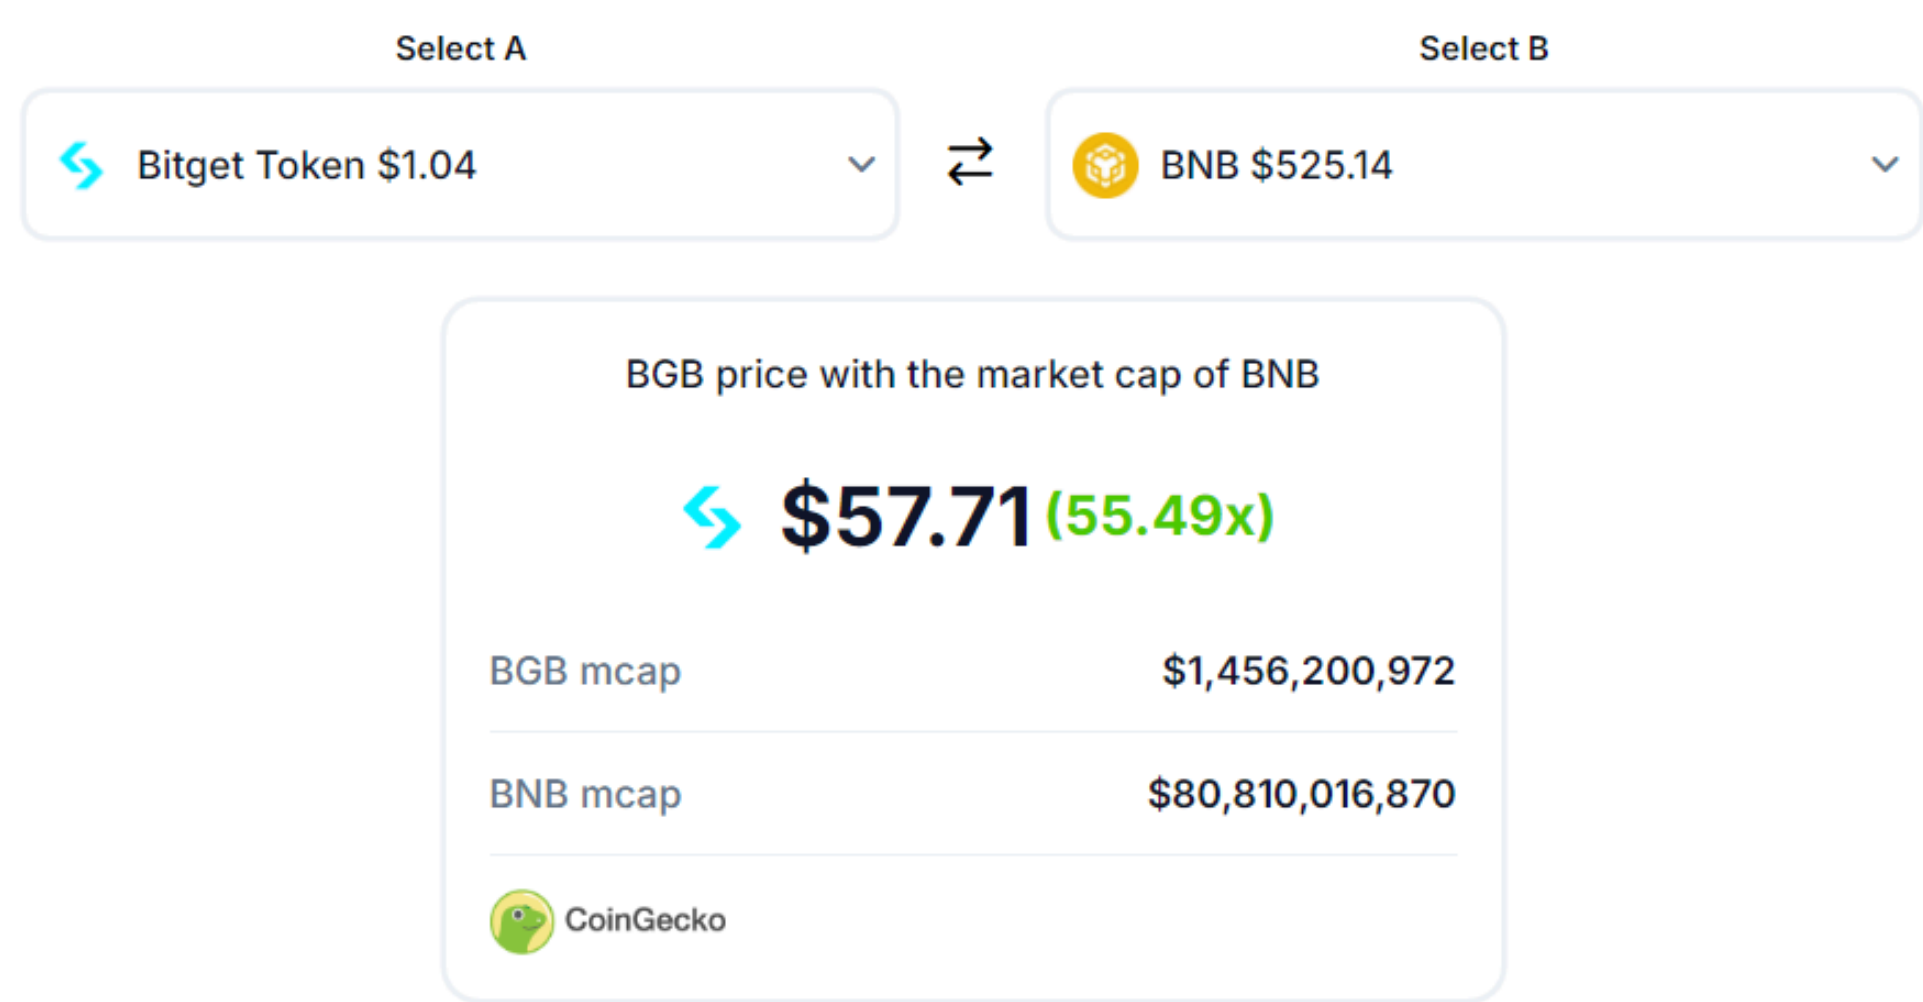 Select A
Select B
Bitget Token $1.04
BNB $525.14
BGB price with the market cap of BNB
$57.71 (55.49x)
BGB mcap $1,456,200,972
BNB mcap $80,810,016,870
CoinGecko